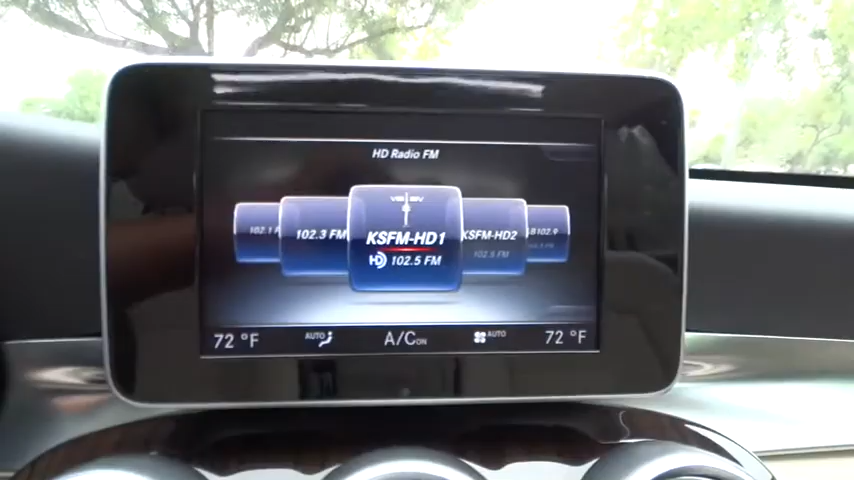 HD Radio FM
102.1 F
102.3 FM
KSFM-HD1
HD 102.5 FM
KSFM-HD2
102.5 FM
102.9
72 °F
AUTO
A/C ON
AUTO
72 °F